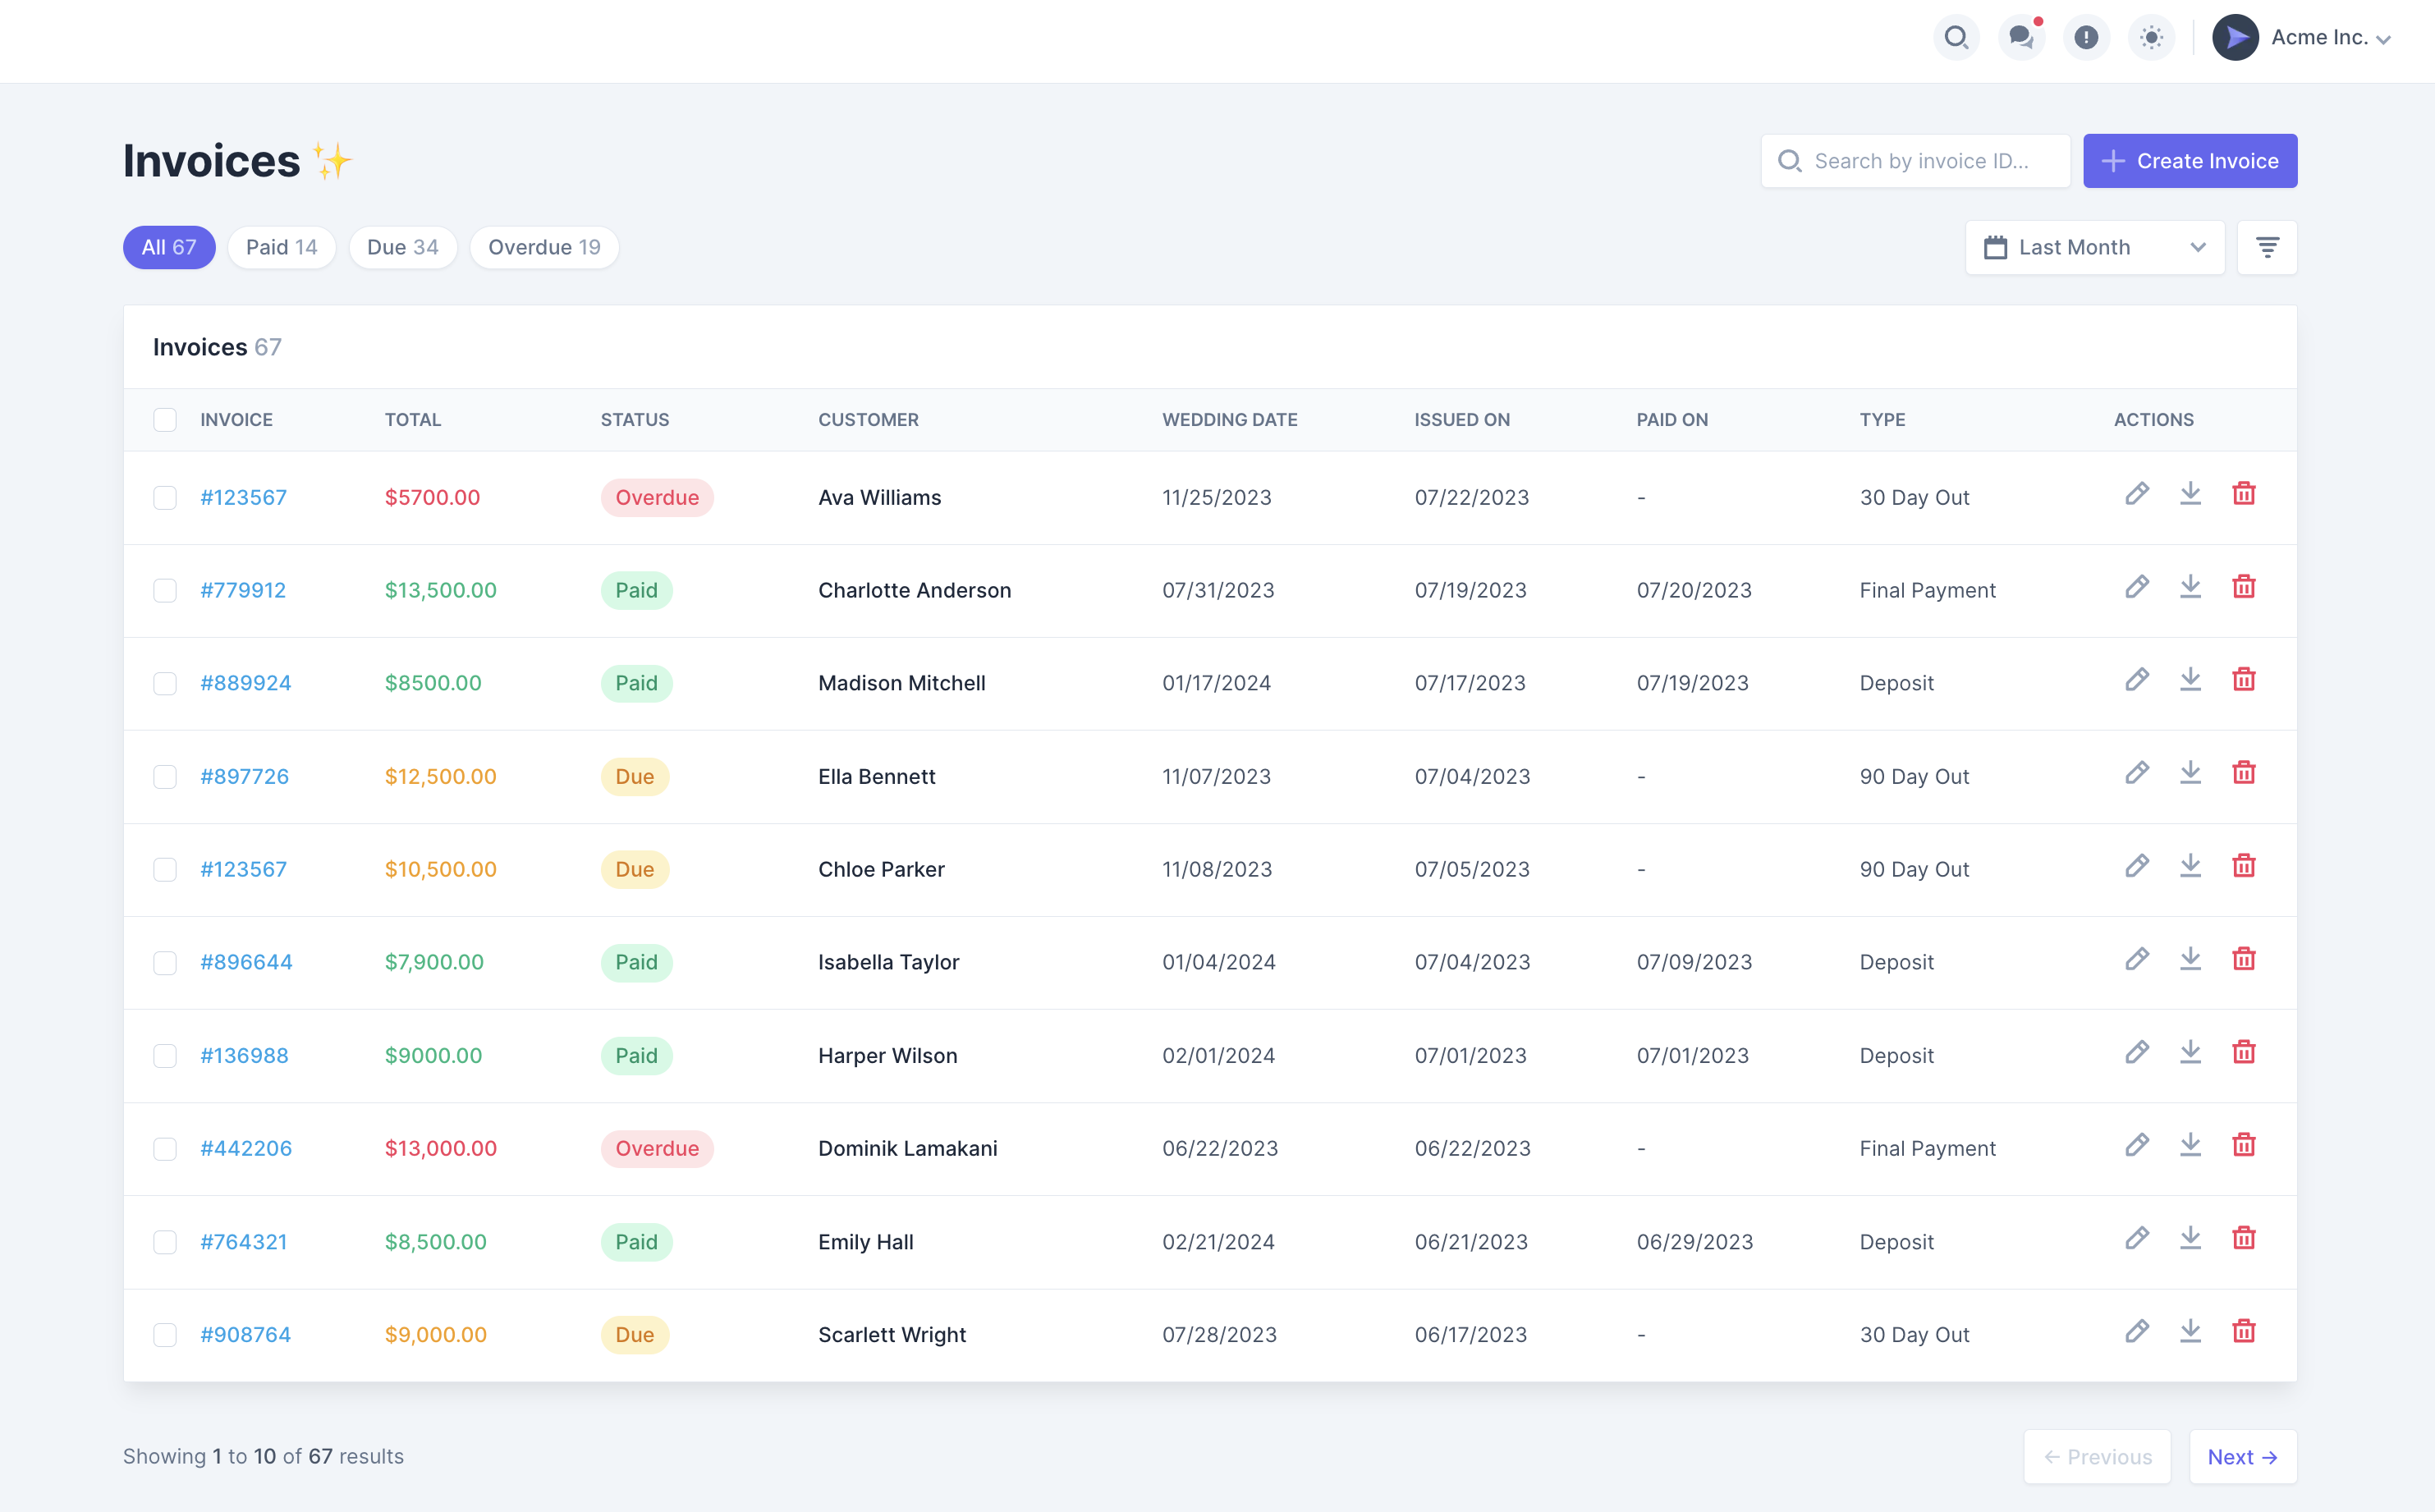 Acme Inc.
Invoices ✨
Search by invoice ID...
Create Invoice
All 67 Paid 14 Due 34 Overdue 19
Last Month
Invoices 67
INVOICE TOTAL STATUS CUSTOMER WEDDING DATE ISSUED ON PAID ON TYPE ACTIONS
#123567 $5700.00 Overdue Ava Williams 11/25/2023 07/22/2023 - 30 Day Out
#779912 $13,500.00 Paid Charlotte Anderson 07/31/2023 07/19/2023 07/20/2023 Final Payment
#889924 $8500.00 Paid Madison Mitchell 01/17/2024 07/17/2023 07/19/2023 Deposit
#897726 $12,500.00 Due Ella Bennett 11/07/2023 07/04/2023 - 90 Day Out
#123567 $10,500.00 Due Chloe Parker 11/08/2023 07/05/2023 - 90 Day Out
#896644 $7,900.00 Paid Isabella Taylor 01/04/2024 07/04/2023 07/09/2023 Deposit
#136988 $9000.00 Paid Harper Wilson 02/01/2024 07/01/2023 07/01/2023 Deposit
#442206 $13,000.00 Overdue Dominik Lamakani 06/22/2023 06/22/2023 - Final Payment
#764321 $8,500.00 Paid Emily Hall 02/21/2024 06/21/2023 06/29/2023 Deposit
#908764 $9,000.00 Due Scarlett Wright 07/28/2023 06/17/2023 - 30 Day Out
Showing 1 to 10 of 67 results
← Previous Next →